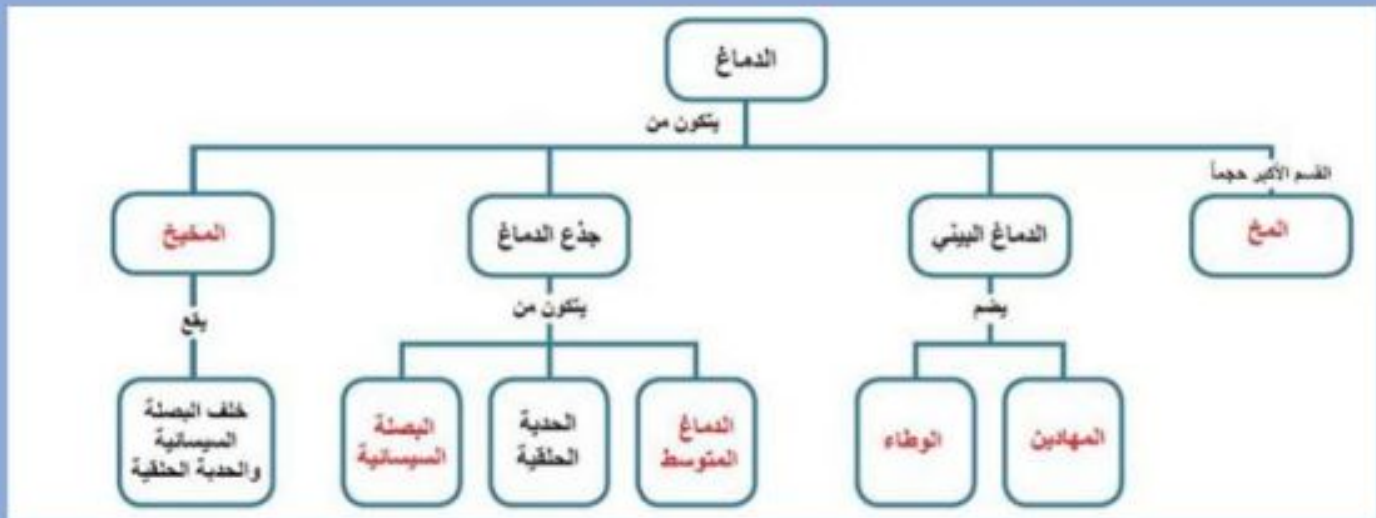 الدماغ
يتكون من
القسم الأكبر حجماً
المخ
الدماغ البيني
جذع الدماغ
المخيخ
يضم
يتكون من
يقع
المهادين
الوطاء
الدماغ
المتوسط
الحدبة
الحلقية
البصلة
السيسائية
خلف البصلة
السيسائية
والحدبة الحلقية